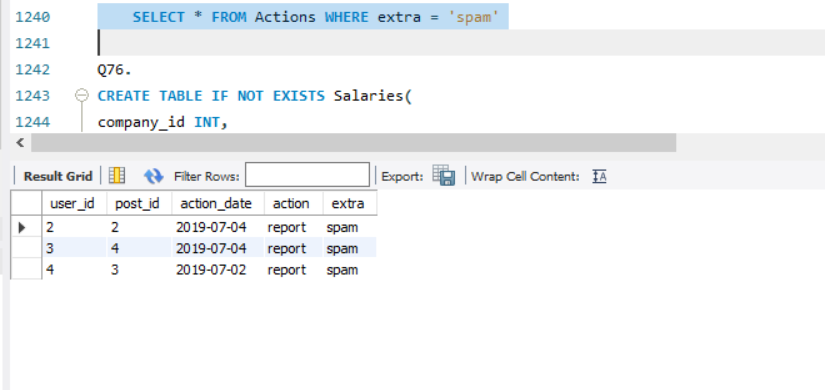 1240 SELECT * FROM Actions WHERE extra = 'spam'
1241
1242 Q76.
1243 CREATE TABLE IF NOT EXISTS Salaries(
1244 company_id INT,
Result Grid Filter Rows: Export: Wrap Cell Content:
user_id post_id action_date action extra
2 2 2019-07-04 report spam
3 4 2019-07-04 report spam
4 3 2019-07-02 report spam